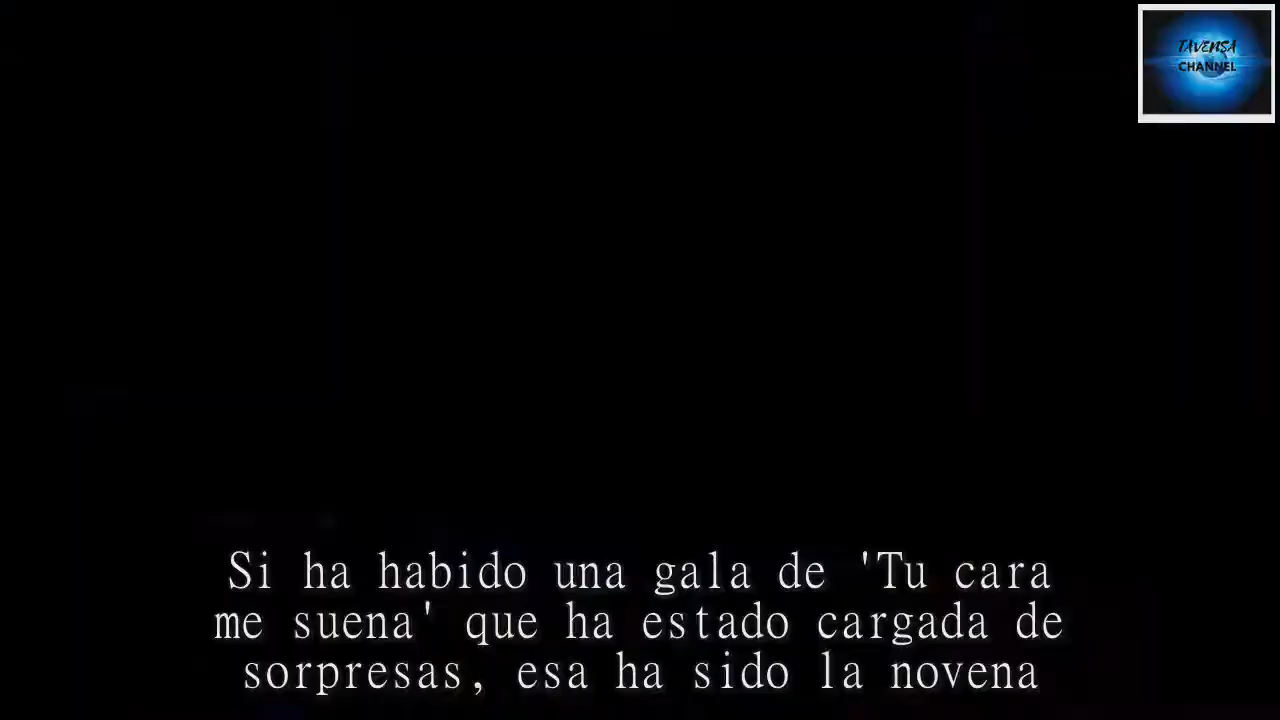 TAVENSA
CHANNEL
Si ha habido una gala de 'Tu cara
me suena' que ha estado cargada de
sorpresas, esa ha sido la novena